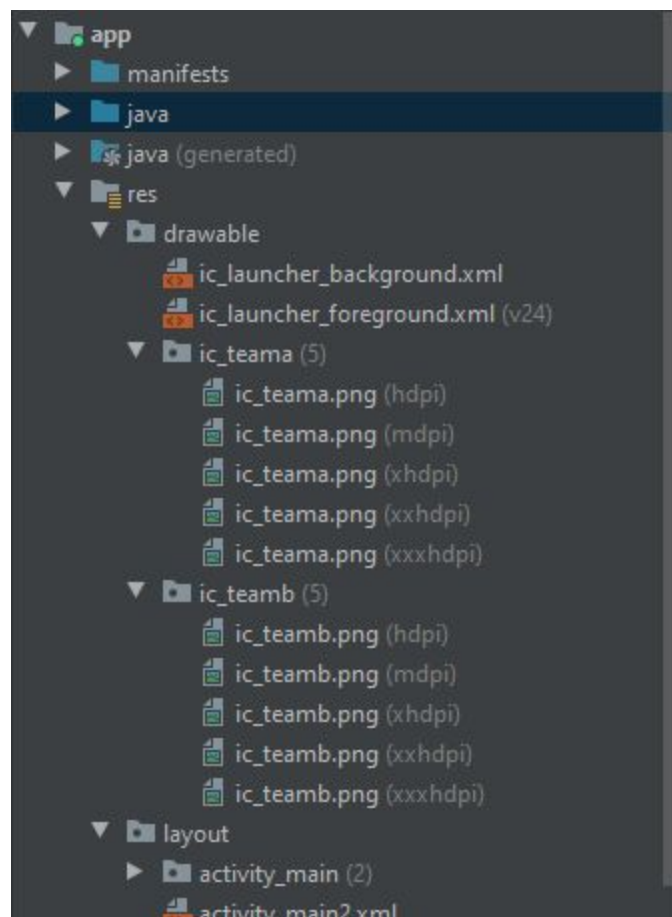 app
manifests
java
java (generated)
res
drawable
ic_launcher_background.xml
ic_launcher_foreground.xml (v24)
ic_teama (5)
ic_teama.png (hdpi)
ic_teama.png (mdpi)
ic_teama.png (xhdpi)
ic_teama.png (xxhdpi)
ic_teama.png (xxxhdpi)
ic_teamb (5)
ic_teamb.png (hdpi)
ic_teamb.png (mdpi)
ic_teamb.png (xhdpi)
ic_teamb.png (xxhdpi)
ic_teamb.png (xxxhdpi)
layout
activity_main (2)
activity_main2.xml